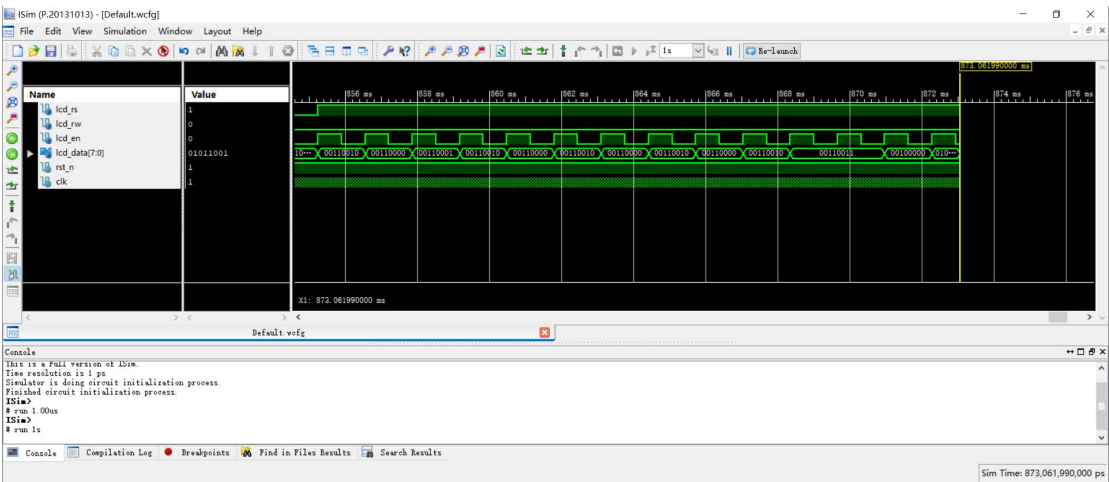 ISim (P.20131013) - [Default.wcfg]
File Edit View Simulation Window Layout Help
1s Re-launch
873.061990000 ms
Name Value
856 ms 858 ms 860 ms 862 ms 864 ms 866 ms 868 ms 870 ms 872 ms 874 ms 876 ms
lcd_rs 1
lcd_rw 0
lcd_en 0
lcd_data[7:0] 01011001 10··· 00110010 00110000 00110001 00110010 00110000 00110010 00110000 00110010 00110000 00110010 00110011 00100000 010···
rst_n 1
clk 1
X1: 873.061990000 ms
Default.wcfg
Console
This is a Full version of ISim.
Time resolution is 1 ps
Simulator is doing circuit initialization process.
Finished circuit initialization process.
ISim>
# run 1.00us
ISim>
# run 1s
Console Compilation Log Breakpoints Find in Files Results Search Results
Sim Time: 873,061,990,000 ps